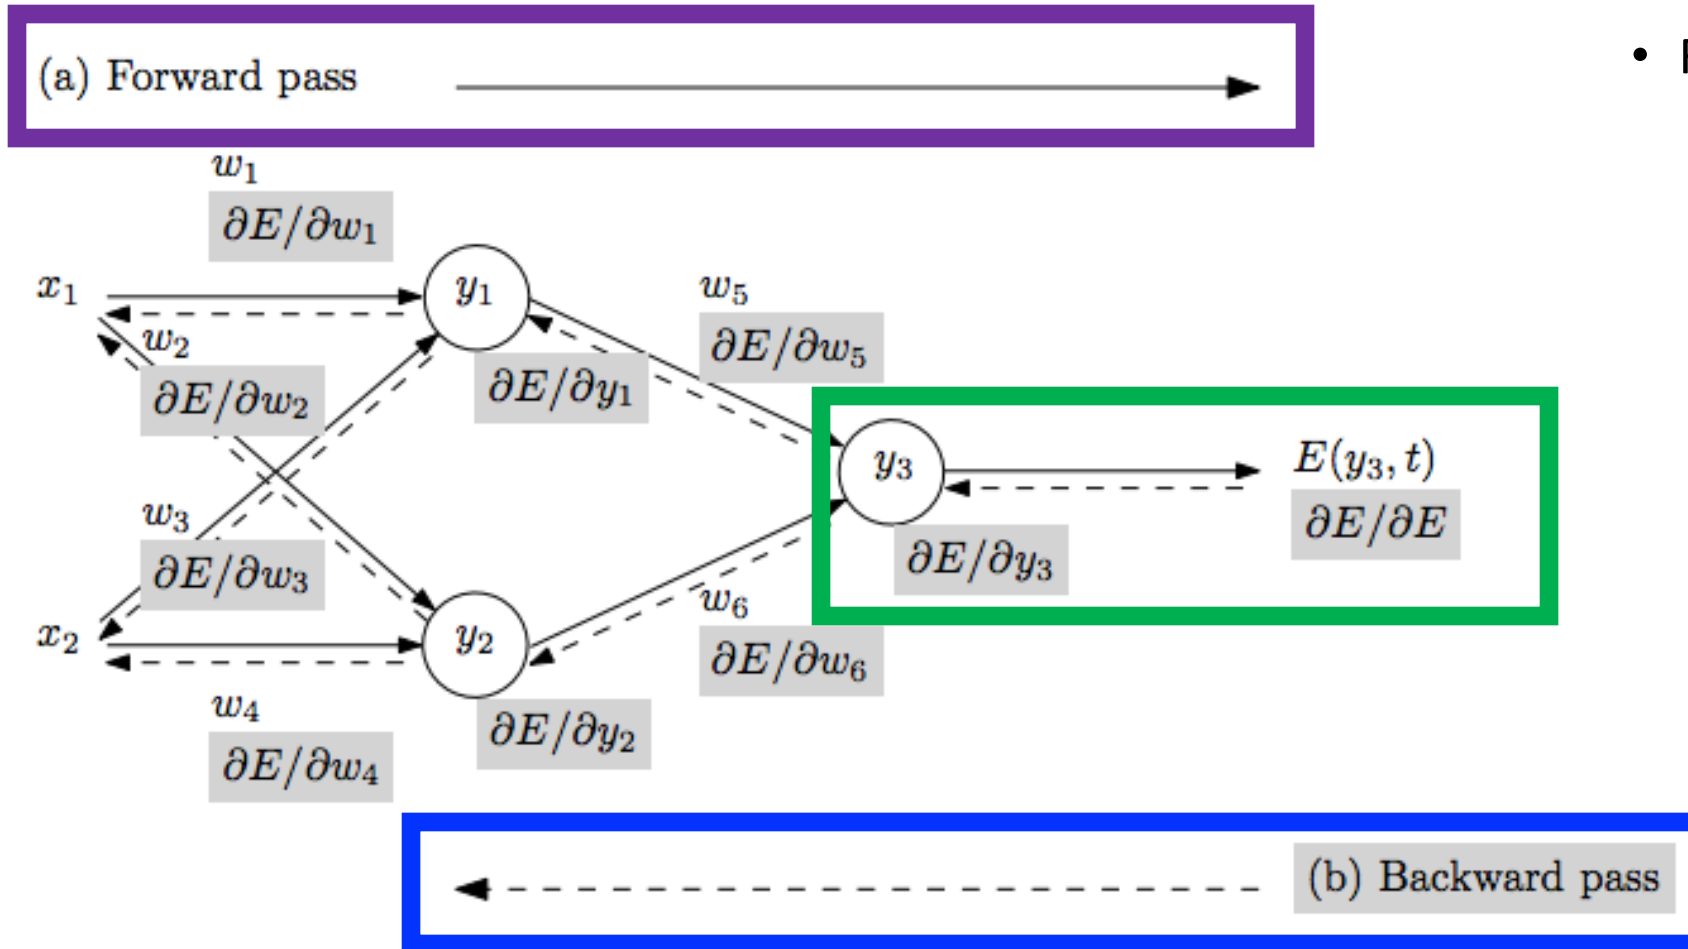 (a) Forward pass
•
w₁
∂E/∂w₁
x₁
y₁
w₂
∂E/∂w₂
∂E/∂y₁
w₅
∂E/∂w₅
y₃
E(y₃, t)
∂E/∂E
∂E/∂y₃
w₃
∂E/∂w₃
x₂
y₂
w₆
∂E/∂w₆
w₄
∂E/∂w₄
∂E/∂y₂
(b) Backward pass